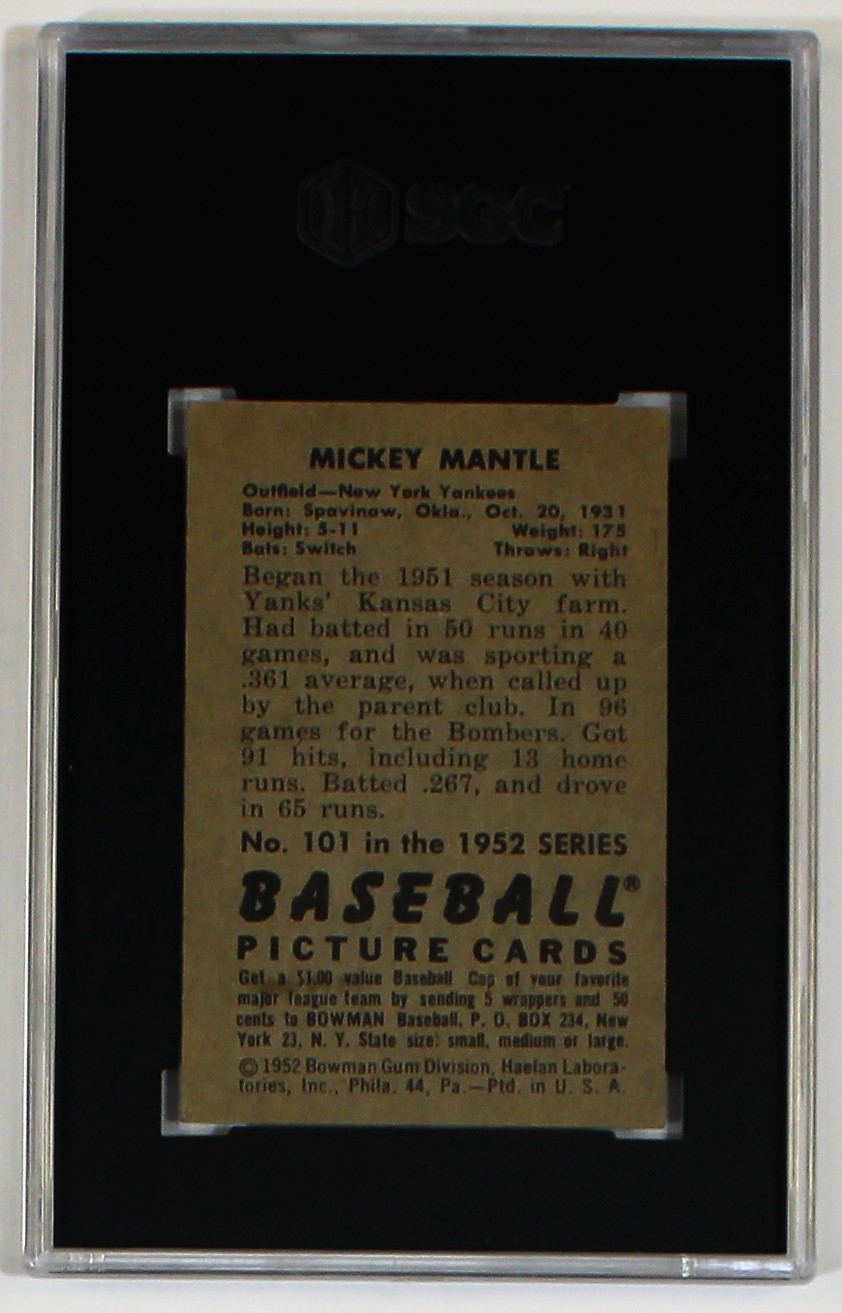 SGC
MICKEY MANTLE
Outfield—New York Yankees
Born: Spavinaw, Okla., Oct. 20, 1931
Height: 5-11 Weight: 175
Bats: Switch Throws: Right
Began the 1951 season with
Yanks' Kansas City farm.
Had batted in 50 runs in 40
games, and was sporting a
.361 average, when called up
by the parent club. In 96
games for the Bombers. Got
91 hits, including 13 home
runs. Batted .267, and drove
in 65 runs.
No. 101 in the 1952 SERIES
BASEBALL®
PICTURE CARDS
Get a $1.00 value Baseball Cap of your favorite
major league team by sending 5 wrappers and 50
cents to BOWMAN Baseball, P. O. BOX 234, New
York 23, N. Y. State size: small, medium or large.
© 1952 Bowman Gum Division, Haelan Labora-
tories, Inc., Phila. 44, Pa.—Ptd. in U. S. A.